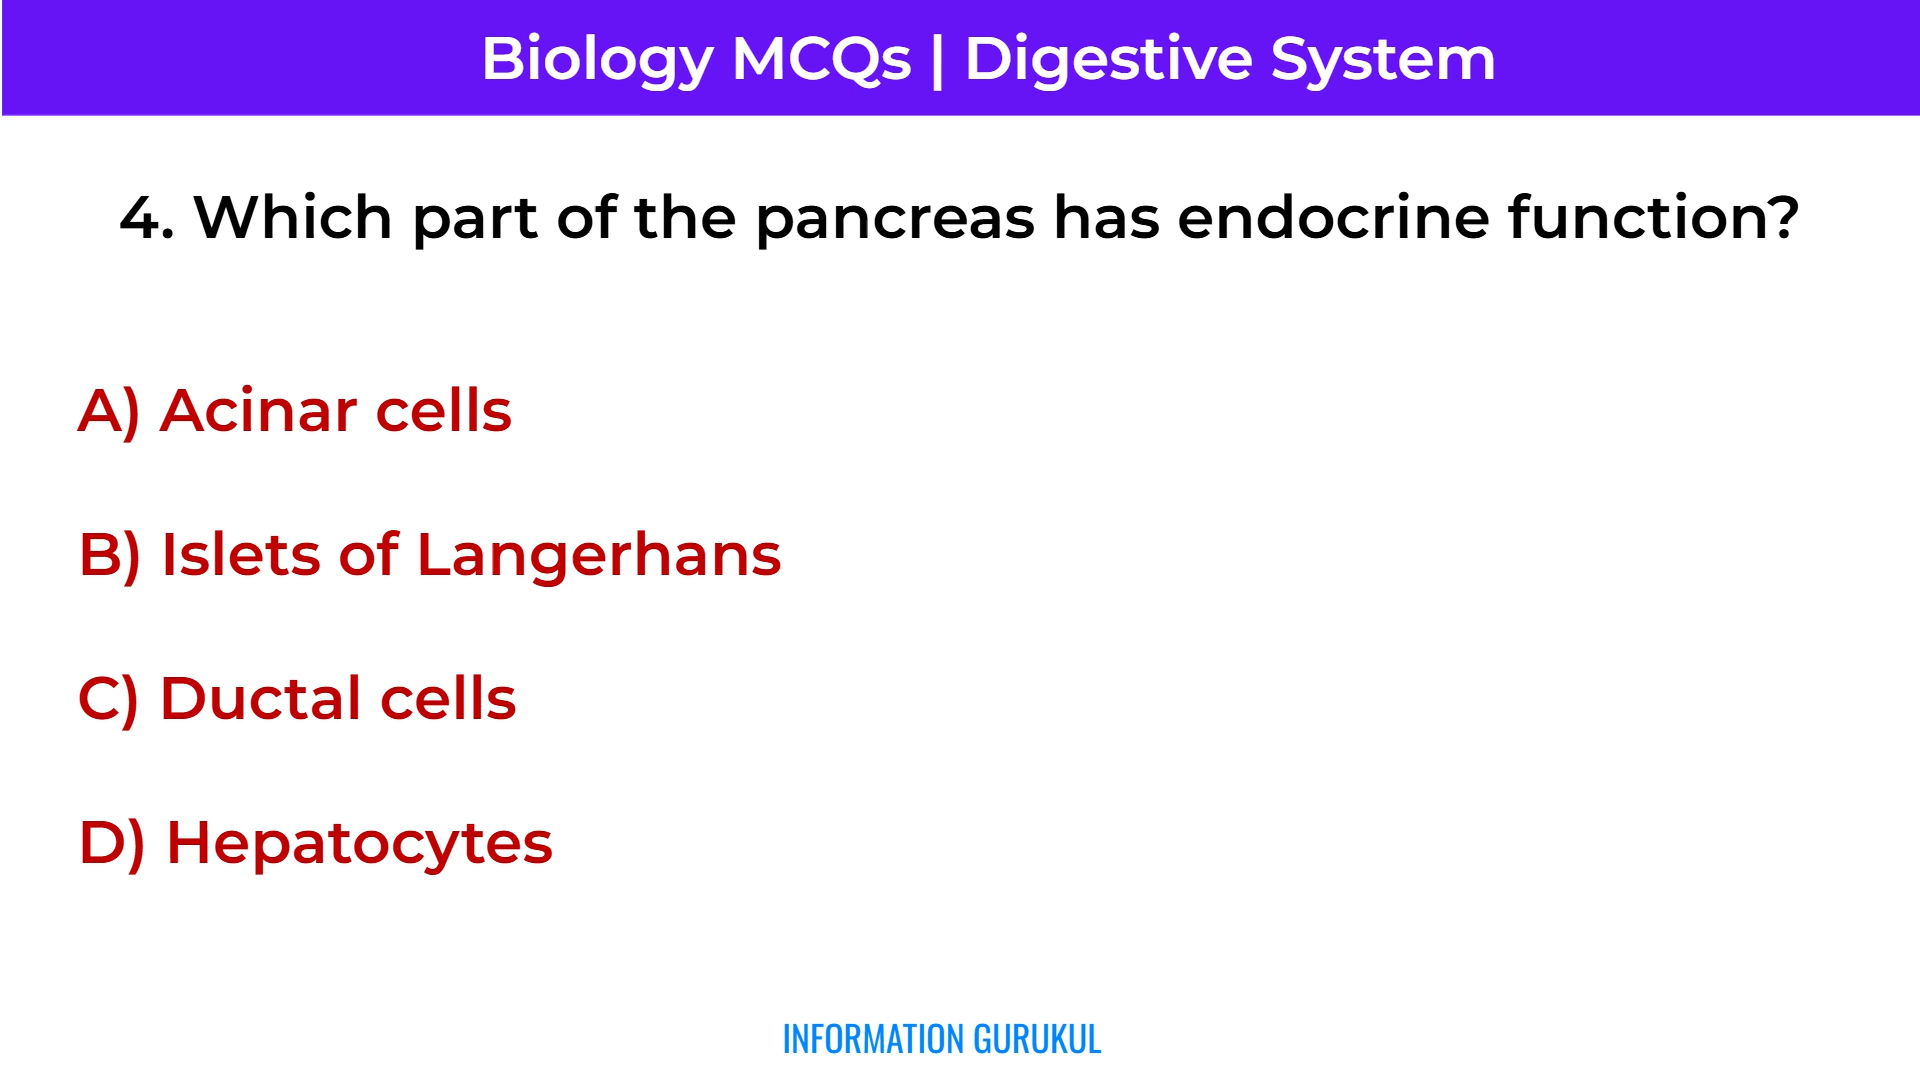 Biology MCQs | Digestive System
4. Which part of the pancreas has endocrine function?
A) Acinar cells
B) Islets of Langerhans
C) Ductal cells
D) Hepatocytes
INFORMATION GURUKUL